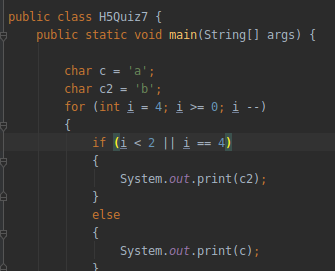 public class H5Quiz7 {
public static void main(String[] args) {
char c = 'a';
char c2 = 'b';
for (int i = 4; i >= 0; i --)
{
if (i < 2 || i == 4)
{
System.out.print(c2);
}
else
{
System.out.print(c);
}